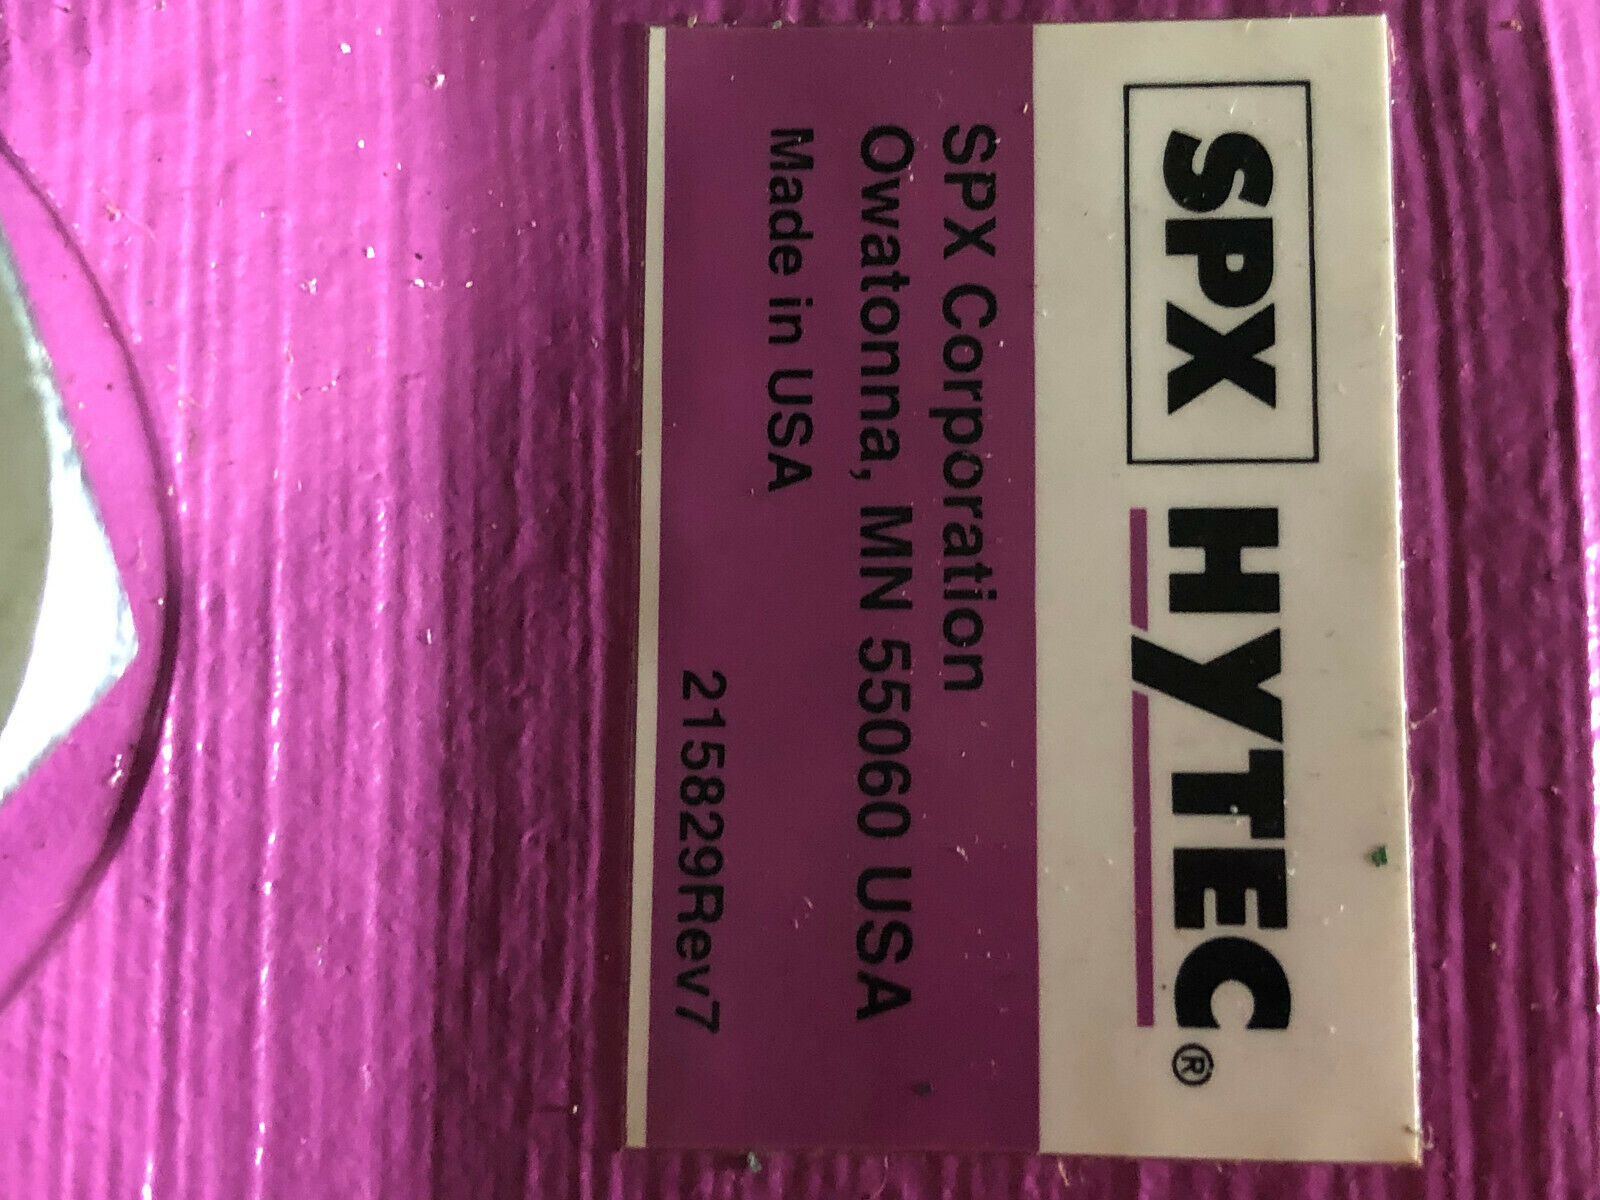 SPX HYTEC®
SPX Corporation
Owatonna, MN 55060 USA
Made in USA
215829Rev7